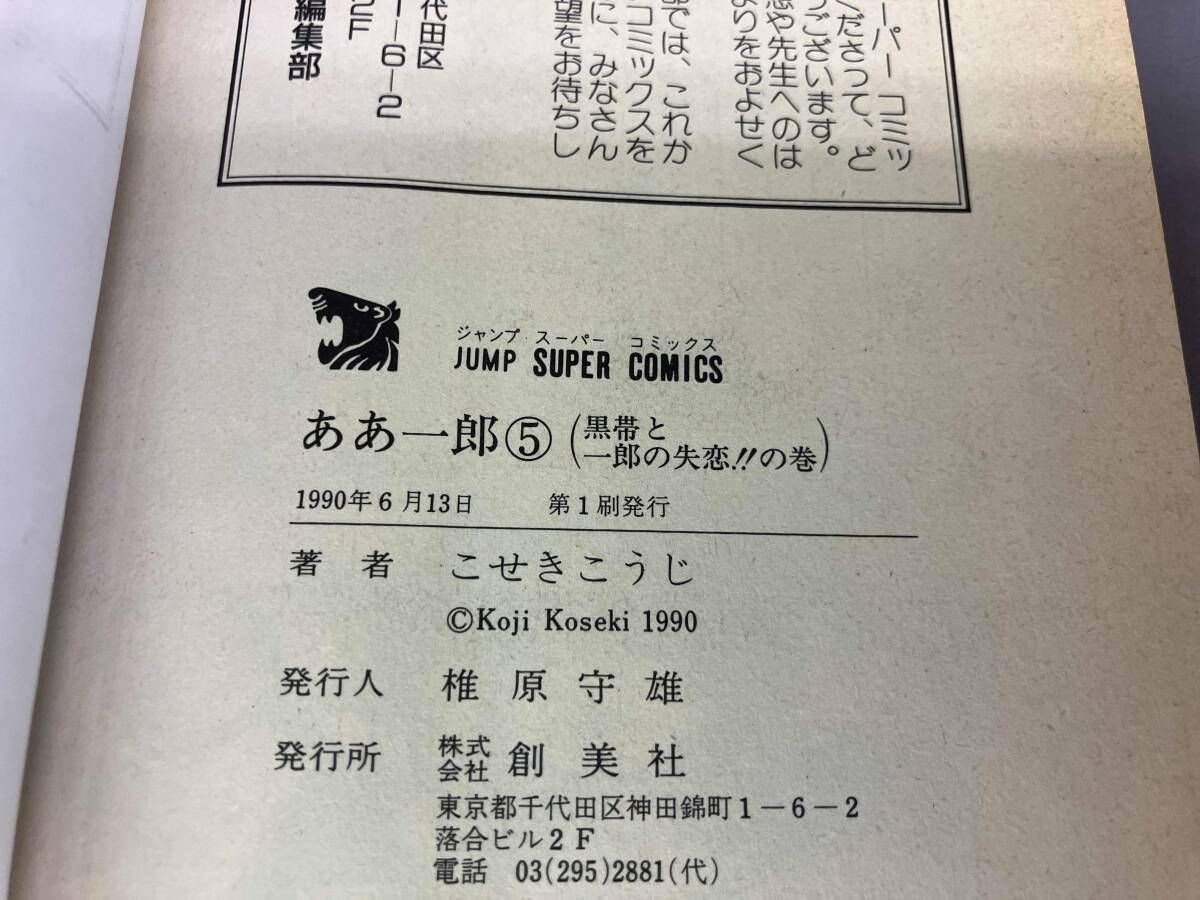 ーパー コミッ
くださって、ど
うございます。
感や先生へのは
よりをおよせく
部では、これか
コミックスを
に、みなさん
望をお待ちし
代田区
1－6－2
2F
編集部
ジャンプ スーパー コミックス
JUMP SUPER COMICS
ああ一郎⑤(黒帯と
一郎の失恋!!の巻)
1990年6月13日 第1刷発行
著者 こせきこうじ
©Koji Koseki 1990
発行人 椎原守雄
発行所 株式会社 創美社
東京都千代田区神田錦町1－6－2
落合ビル2F
電話 03(295)2881(代)